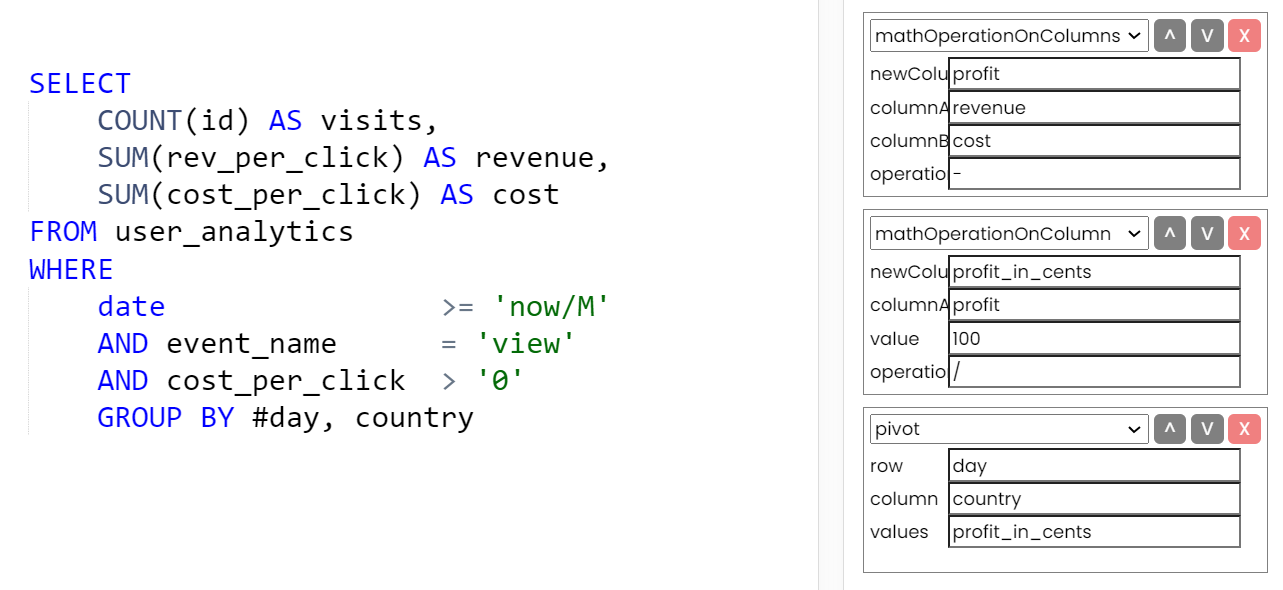 SELECT
COUNT(id) AS visits,
SUM(rev_per_click) AS revenue,
SUM(cost_per_click) AS cost
FROM user_analytics
WHERE
date >= 'now/M'
AND event_name = 'view'
AND cost_per_click > '0'
GROUP BY #day, country
mathOperationOnColumns ^ V X
newColu profit
columnA revenue
columnB cost
operatio -
mathOperationOnColumn ^ V X
newColu profit_in_cents
columnA profit
value 100
operatio /
pivot ^ V X
row day
column country
values profit_in_cents